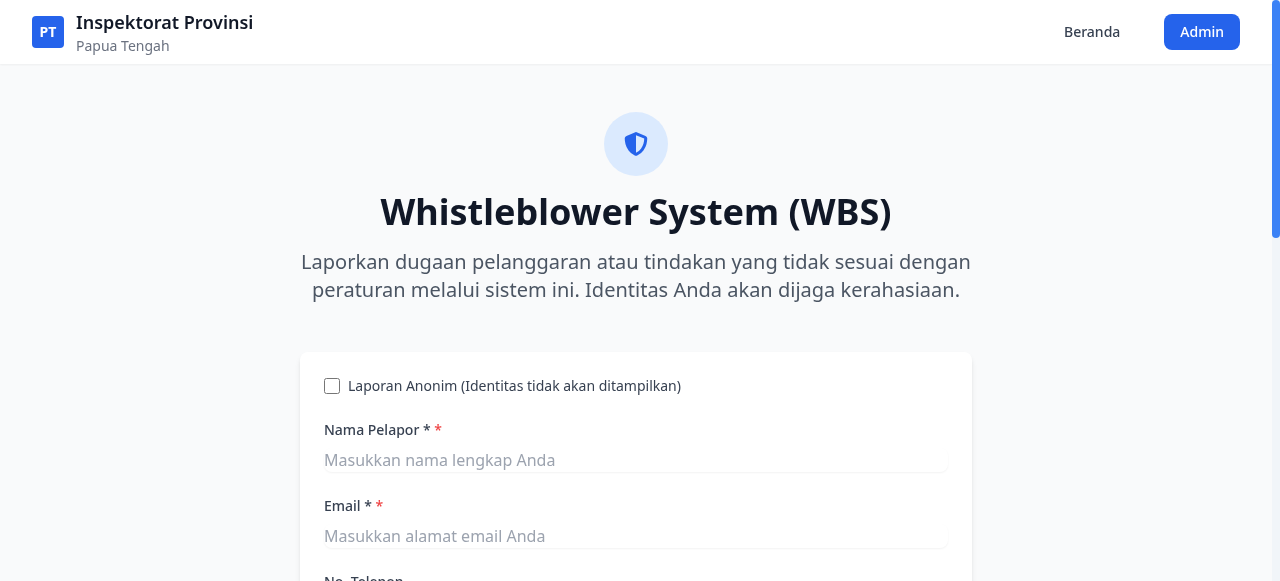 PT
Inspektorat Provinsi
Papua Tengah
Beranda
Admin
Whistleblower System (WBS)
Laporkan dugaan pelanggaran atau tindakan yang tidak sesuai dengan
peraturan melalui sistem ini. Identitas Anda akan dijaga kerahasiaan.
Laporan Anonim (Identitas tidak akan ditampilkan)
Nama Pelapor * *
Masukkan nama lengkap Anda
Email * *
Masukkan alamat email Anda
No. Telepon